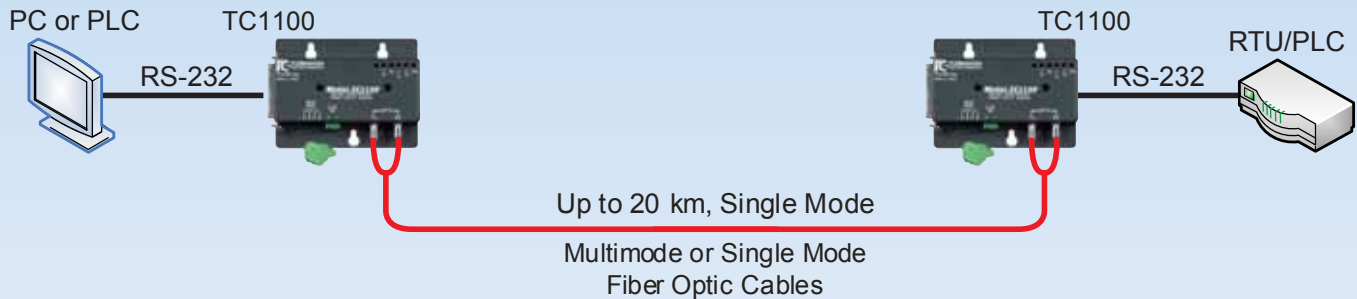 PC or PLC
TC1100
TC1100
RTU/PLC
RS-232
RS-232
Up to 20 km, Single Mode
Multimode or Single Mode
Fiber Optic Cables